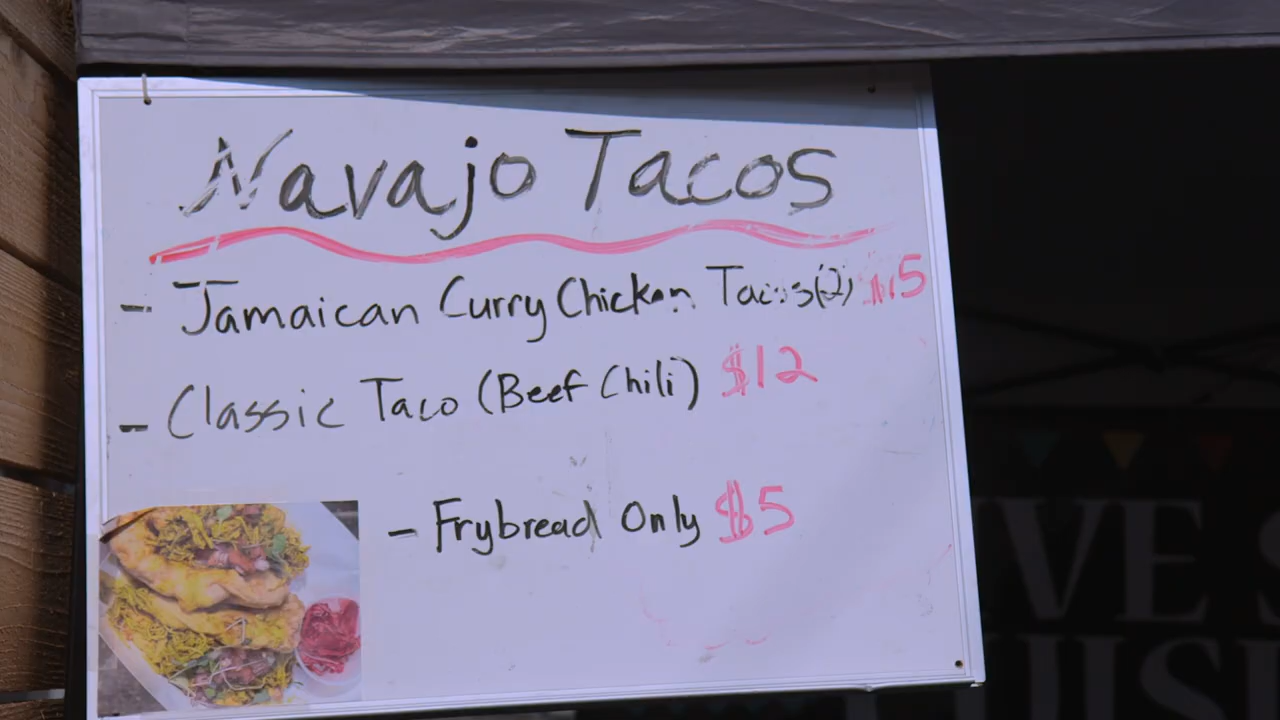 Navajo Tacos
- Jamaican Curry Chicken Tacos (2) $15
- Classic Taco (Beef Chili) $12
- Frybread Only $5